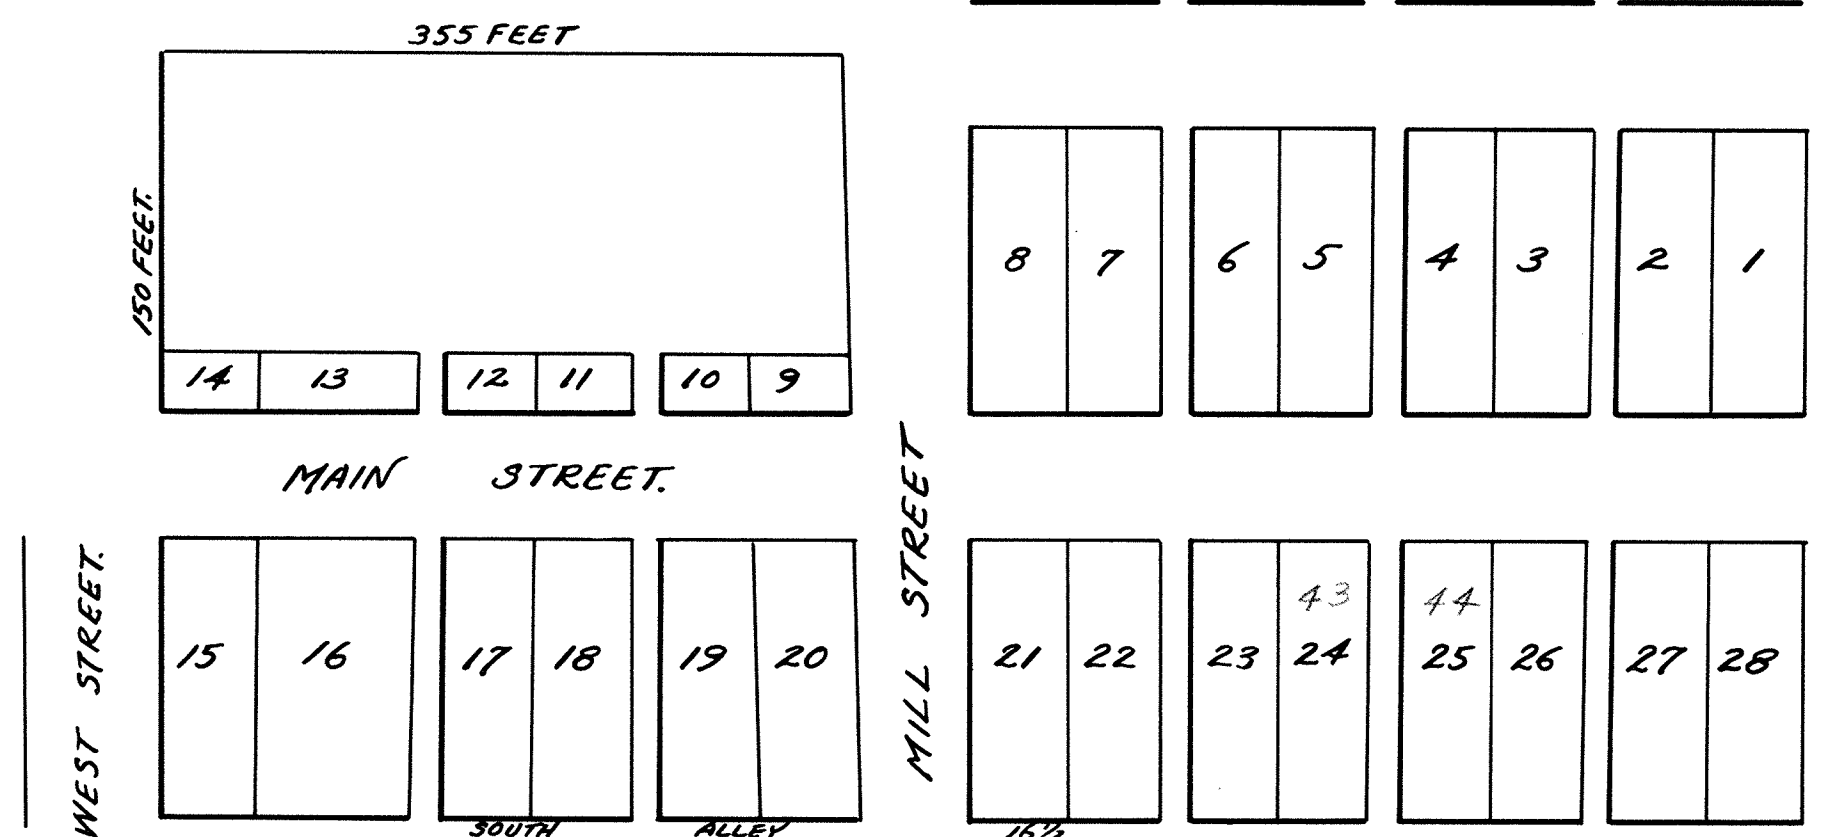 355 FEET
150 FEET.
8 7 6 5 4 3 2 1
14 13 12 11 10 9
MAIN STREET.
MILL STREET
WEST STREET.
43 44
15 16 17 18 19 20 21 22 23 24 25 26 27 28
SOUTH ALLEY 16½